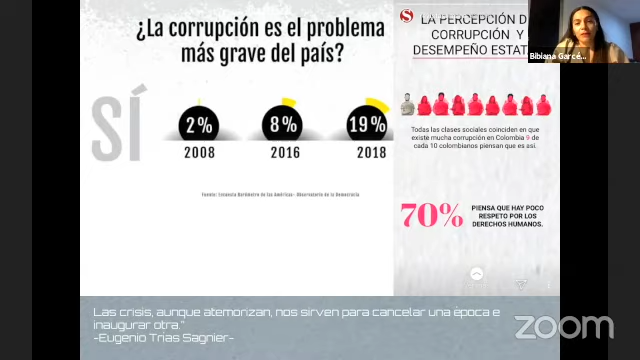 ¿La corrupción es el problema
más grave del país?
SÍ
2%
8%
19%
2008
2016
2018
Fuente: Encuesta Barómetro de las Américas - Observatorio de la Democracia
S
LA PERCEPCIÓN D
CORRUPCIÓN Y
DESEMPEÑO ESTAT
Todas las clases sociales coinciden en que
existe mucha corrupción en Colombia 9 de
cada 10 colombianos piensan que es así.
70%
PIENSA QUE HAY POCO
RESPETO POR LOS
DERECHOS HUMANOS.
Bibiana Garcé...
Las crisis, aunque atemorizan, nos sirven para cancelar una época e
inaugurar otra."
-Eugenio Trías Sagnier-
zoom